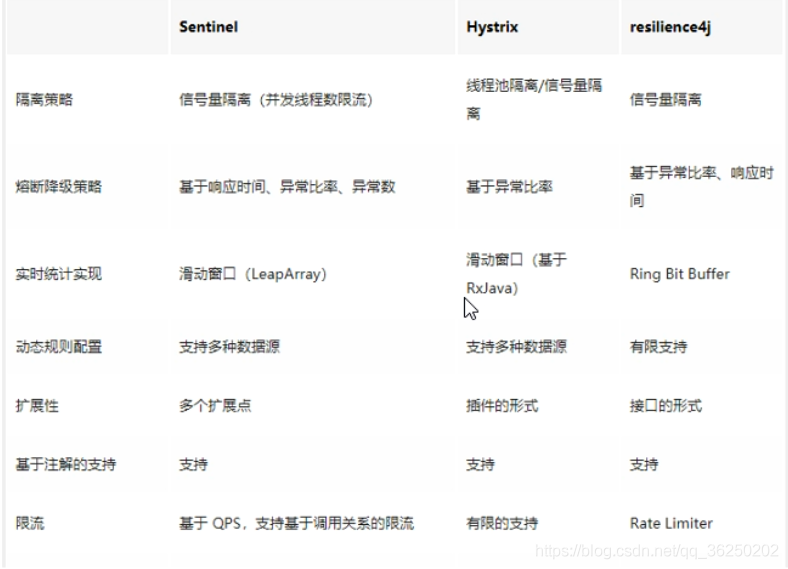 Sentinel Hystrix resilience4j
隔离策略 信号量隔离（并发线程数限流） 线程池隔离/信号量隔
离 信号量隔离
熔断降级策略 基于响应时间、异常比率、异常数 基于异常比率 基于异常比率、响应时
间
实时统计实现 滑动窗口（LeapArray） 滑动窗口（基于
RxJava） Ring Bit Buffer
动态规则配置 支持多种数据源 支持多种数据源 有限支持
扩展性 多个扩展点 插件的形式 接口的形式
基于注解的支持 支持 支持 支持
限流 基于 QPS，支持基于调用关系的限流 有限的支持 Rate Limiter
https://blog.csdn.net/qq_36250202